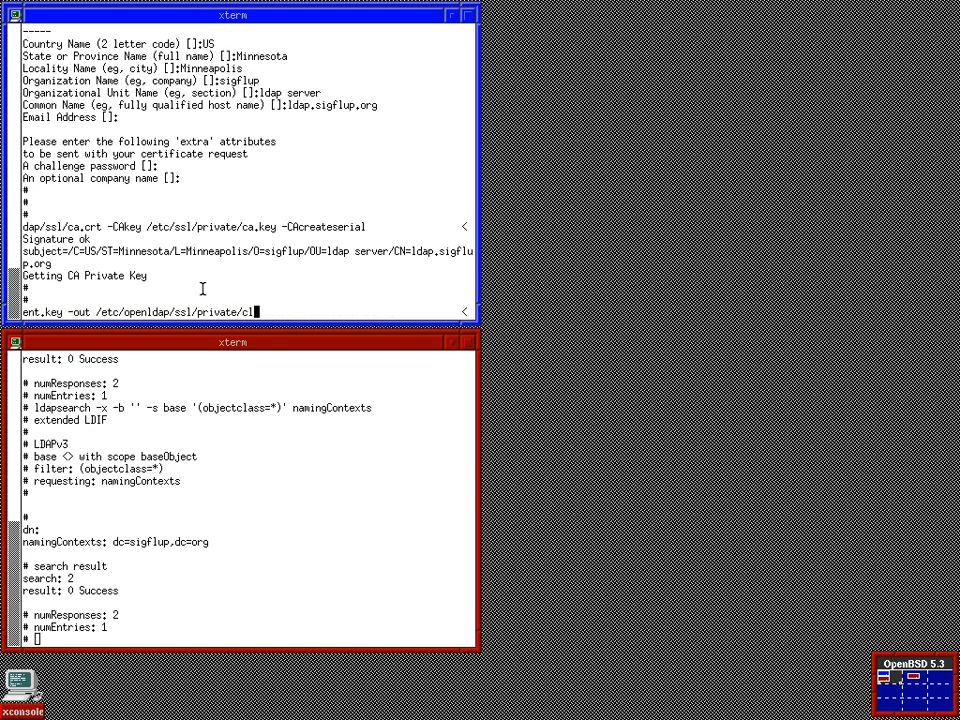 xterm
-----
Country Name (2 letter code) []:US
State or Province Name (full name) []:Minnesota
Locality Name (eg, city) []:Minneapolis
Organization Name (eg, company) []:sigflup
Organizational Unit Name (eg, section) []:ldap server
Common Name (eg, fully qualified host name) []:ldap.sigflup.org
Email Address []:
Please enter the following 'extra' attributes
to be sent with your certificate request
A challenge password []:
An optional company name []:
#
#
#
dap/ssl/ca.crt -CAkey /etc/ssl/private/ca.key -CAcreateserial <
Signature ok
subject=/C=US/ST=Minnesota/L=Minneapolis/O=sigflup/OU=ldap server/CN=ldap.sigflu
p.org
Getting CA Private Key
#
#
ent.key -out /etc/openldap/ssl/private/cl <
xterm
result: 0 Success
# numResponses: 2
# numEntries: 1
# ldapsearch -x -b '' -s base '(objectclass=*)' namingContexts
# extended LDIF
#
# LDAPv3
# base <> with scope baseObject
# filter: (objectclass=*)
# requesting: namingContexts
#
#
dn:
namingContexts: dc=sigflup,dc=org
# search result
search: 2
result: 0 Success
# numResponses: 2
# numEntries: 1
#
xconsole
OpenBSD 5.3